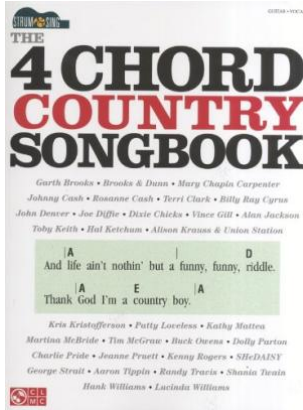 GUITAR • VOCAL
STRUM & SING
THE
4 CHORD
COUNTRY
SONGBOOK
Garth Brooks • Brooks & Dunn • Mary Chapin Carpenter
Johnny Cash • Rosanne Cash • Terri Clark • Billy Ray Cyrus
John Denver • Joe Diffie • Dixie Chicks • Vince Gill • Alan Jackson
Toby Keith • Hal Ketchum • Alison Krauss & Union Station
A D
And life ain't nothin' but a funny, funny, riddle.
A E A
Thank God I'm a country boy.
Kris Kristofferson • Patty Loveless • Kathy Mattea
Martina McBride • Tim McGraw • Buck Owens • Dolly Parton
Charlie Pride • Jeanne Pruett • Kenny Rogers • SHeDAISY
George Strait • Aaron Tippin • Randy Travis • Shania Twain
Hank Williams • Lucinda Williams
CL
MC